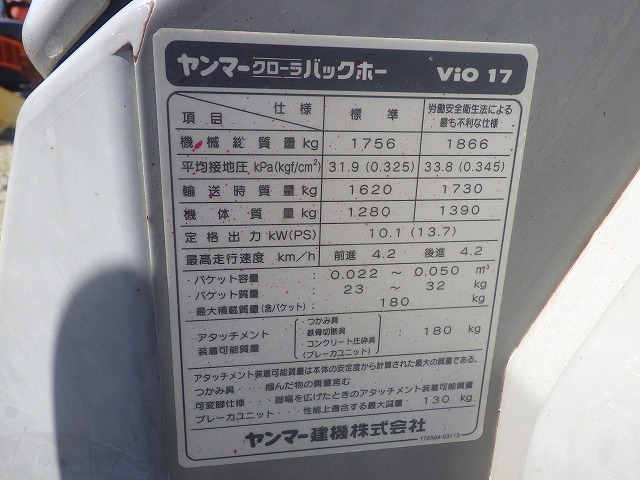 ヤンマークローラバックホー ViO 17
項目 仕様 標準 労働安全衛生法による
最も不利な仕様
機械総質量 kg 1756 1866
平均接地圧 kPa(kgf/cm²) 31.9 (0.325) 33.8 (0.345)
輸送時質量 kg 1620 1730
機体質量 kg 1280 1390
定格出力 kW(PS) 10.1 (13.7)
最高走行速度 km/h 前進 4.2 後進 4.2
・バケット容量 0.022 ～ 0.050 m³
・バケット質量 23 ～ 32 kg
・最大積載質量(含バケット) 180 kg
アタッチメント
装着可能質量
・つかみ具
・鉄骨切断具
・コンクリート圧砕具
(ブレーカユニット)
: 180 kg
アタッチメント装着可能質量は本体の安定度から計算された最大の質量である。
つかみ具・・・掴んだ物の質量含む
可変脚仕様・・・脚幅を広げたときのアタッチメント装着可能質量
ブレーカユニット・・・性能上適合する最大質量:130 kg
ヤンマー建機株式会社
172A64-03113